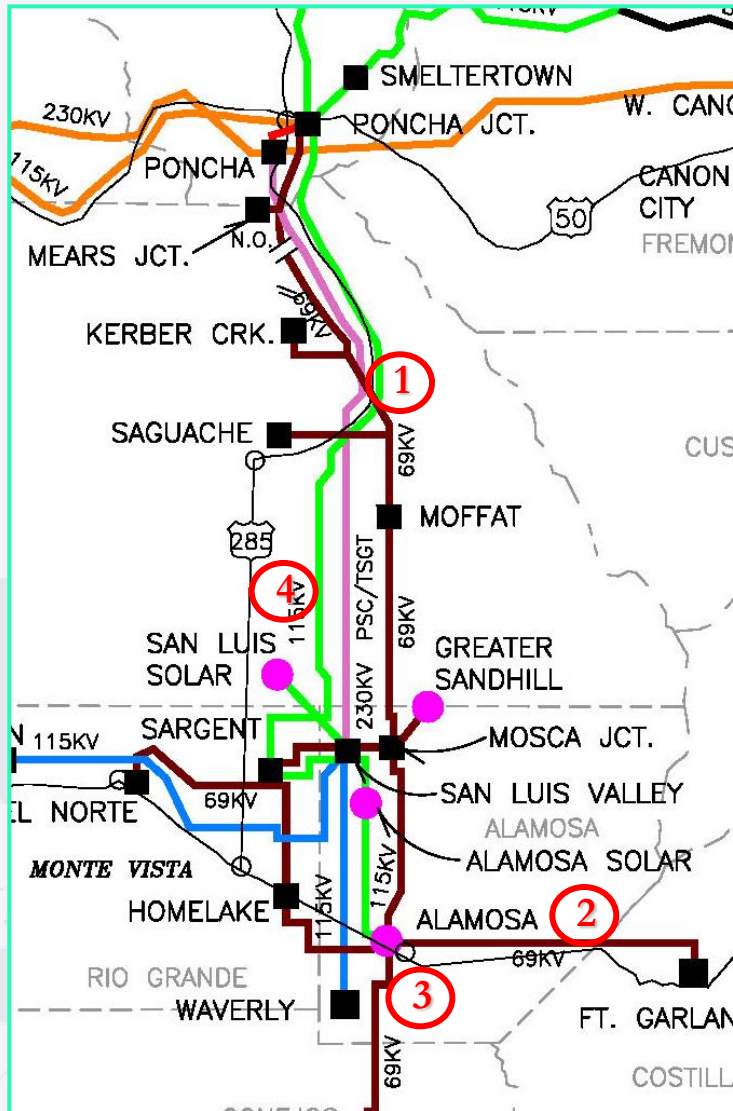 115KV
SMELTERTOWN
230KV
PONCHA JCT.
W. CANO
115KV
PONCHA
CANON
CITY
50
FREMON
N.O.
MEARS JCT.
69KV
KERBER CRK.
1
SAGUACHE
69KV
CUS
MOFFAT
285
PSC/TSGT
4
115KV
69KV
SAN LUIS
SOLAR
GREATER
SANDHILL
230KV
SARGENT
N
115KV
MOSCA JCT.
69KV
EL NORTE
SAN LUIS VALLEY
ALAMOSA
MONTE VISTA
ALAMOSA SOLAR
115KV
115KV
HOMELAKE
ALAMOSA
2
69KV
RIO GRANDE
WAVERLY
3
FT. GARLAN
69KV
COSTILLA
CONEJOS